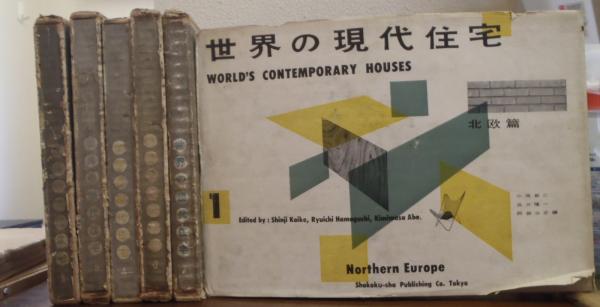 世界の現代住宅
WORLD'S CONTEMPORARY HOUSES
北欧篇
1
Edited by: Shinji Koike, Ryuichi Hamaguchi, Kimimasa Abe.
Northern Europe
Shokoku-sha Publishing Co. Tokyo